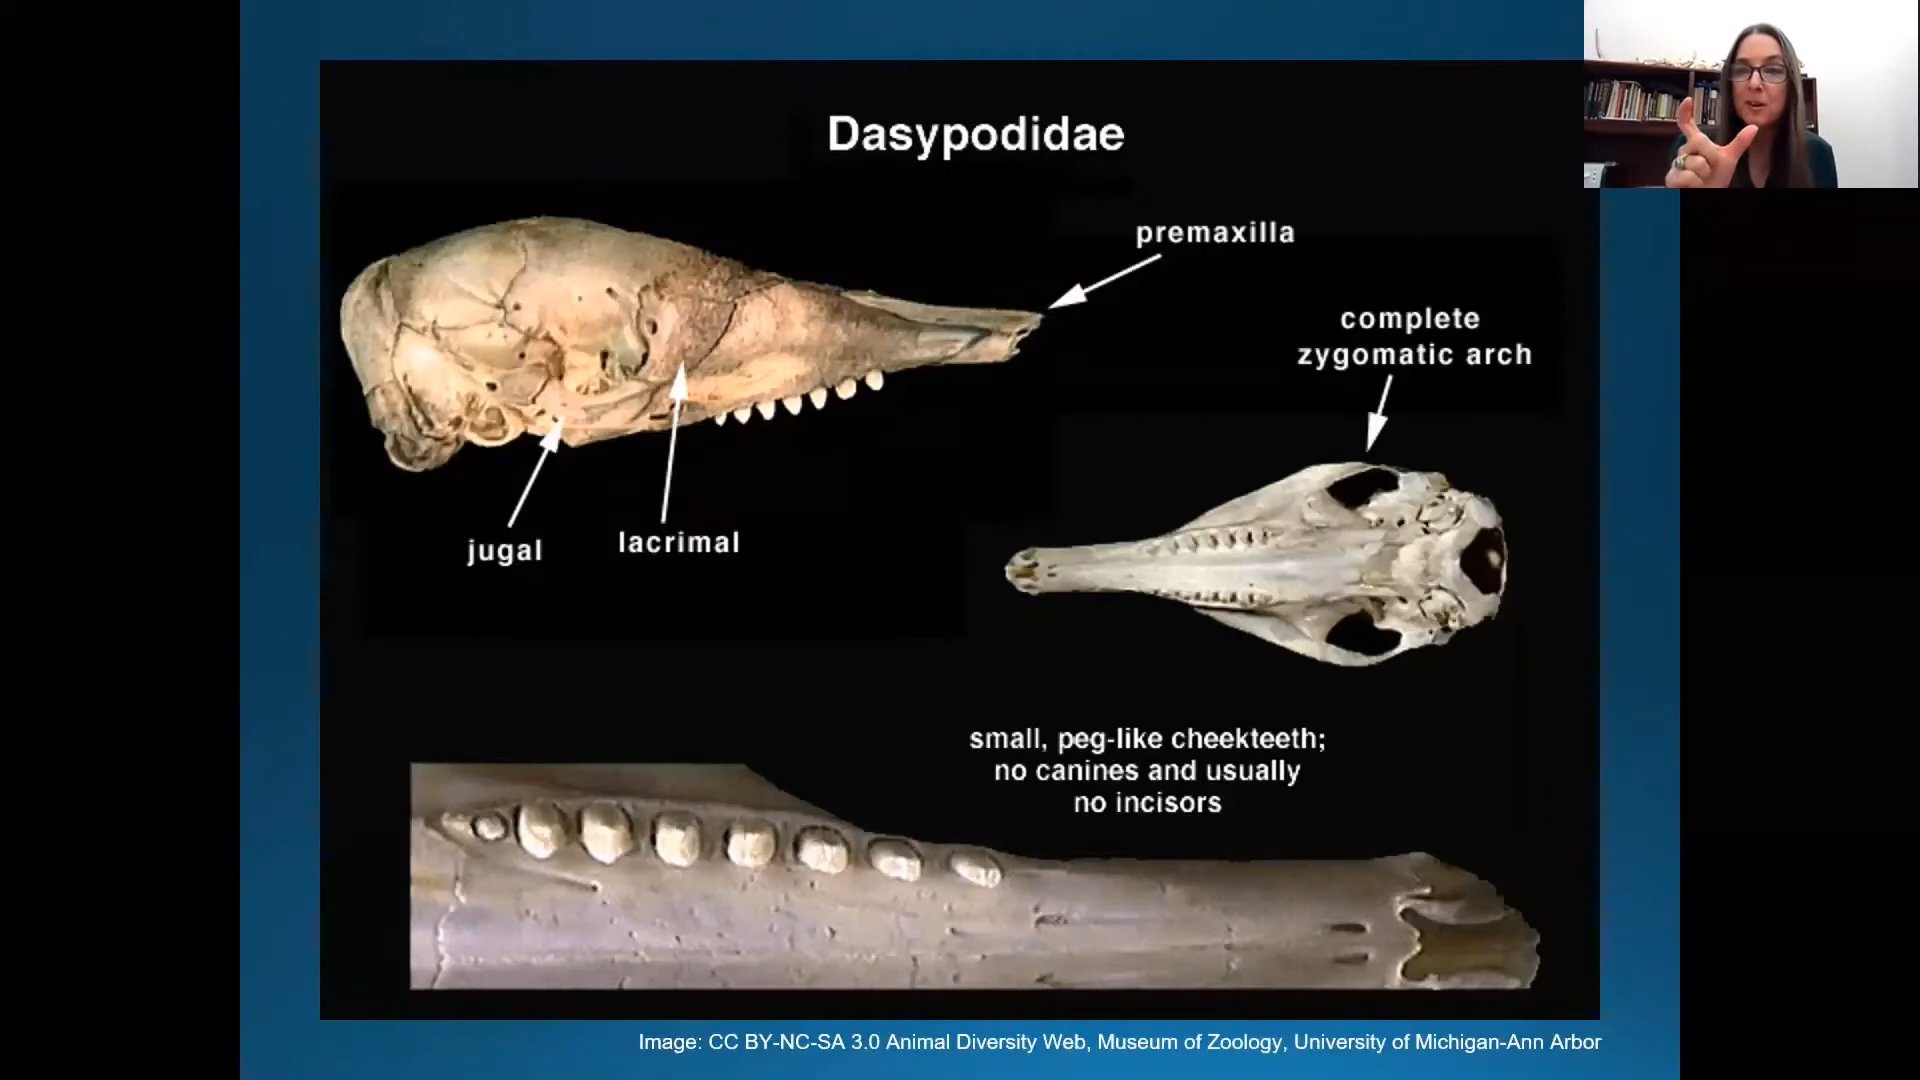 Dasypodidae
premaxilla
complete
zygomatic arch
jugal
lacrimal
small, peg-like cheekteeth;
no canines and usually
no incisors
Image: CC BY-NC-SA 3.0 Animal Diversity Web, Museum of Zoology, University of Michigan-Ann Arbor